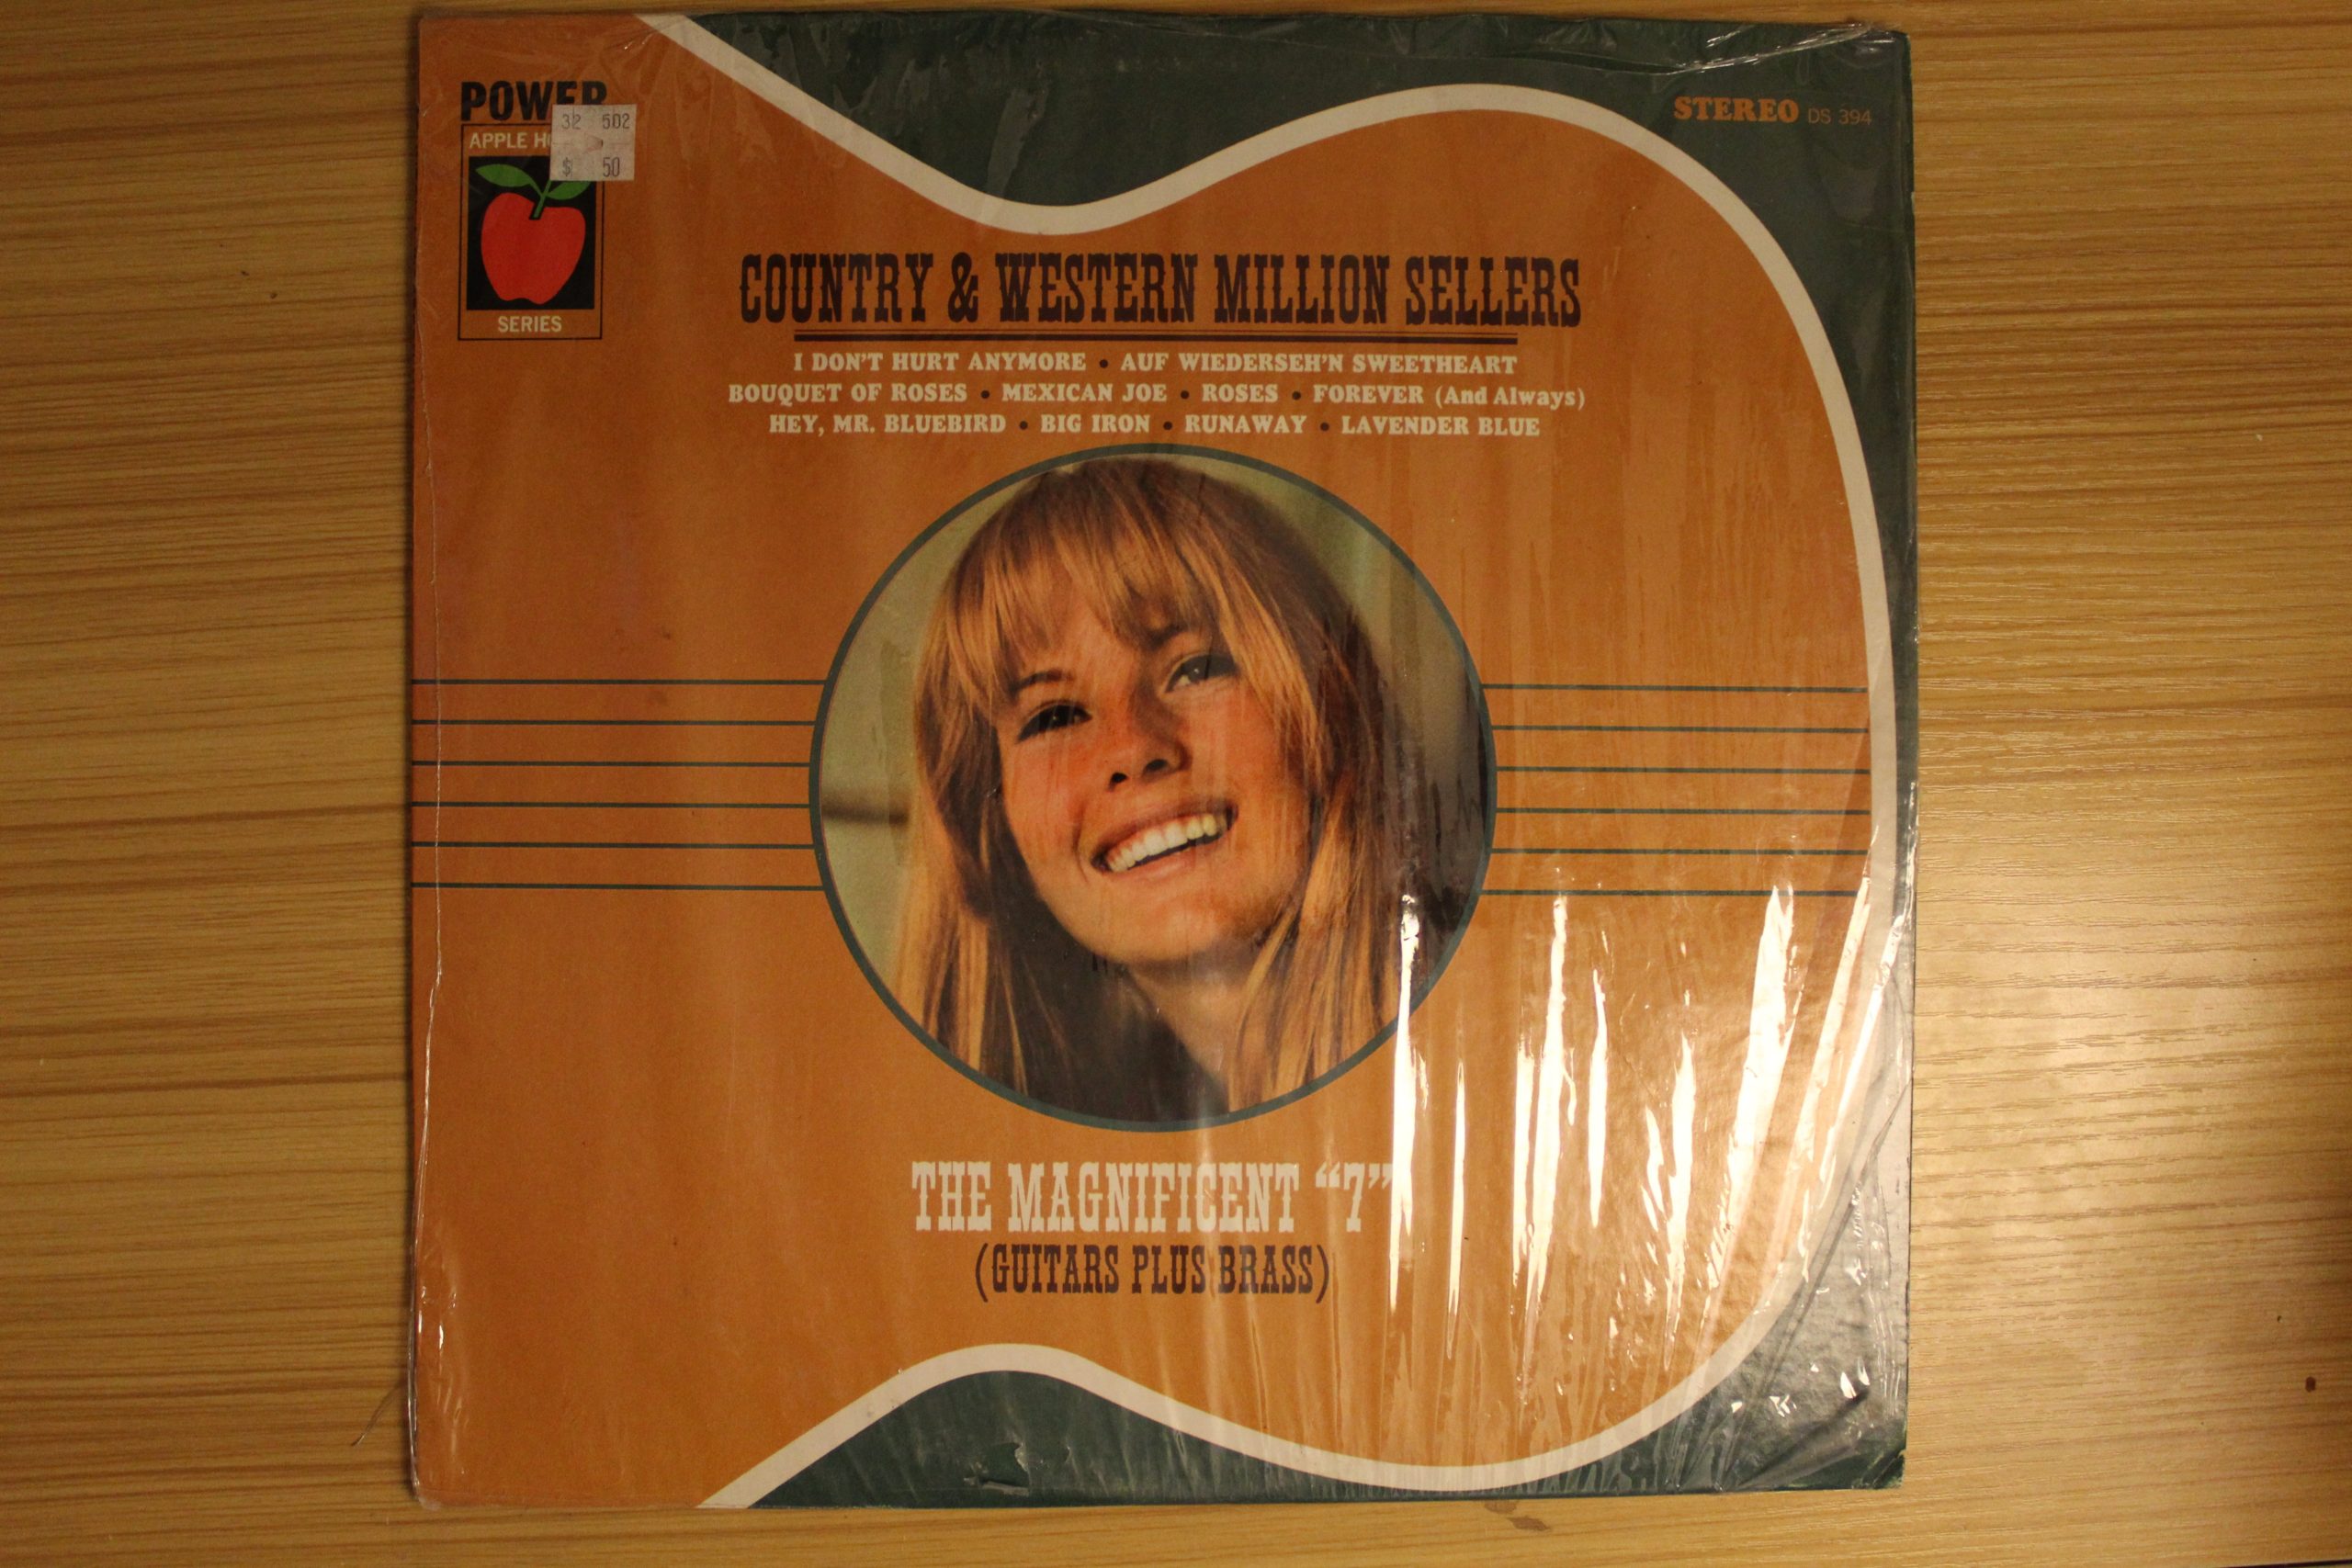 POWER
APPLE
32 502
$ 50
SERIES
STEREO DS 394
COUNTRY & WESTERN MILLION SELLERS
I DON'T HURT ANYMORE • AUF WIEDERSEH'N SWEETHEART
BOUQUET OF ROSES • MEXICAN JOE • ROSES • FOREVER (And Always)
HEY, MR. BLUEBIRD • BIG IRON • RUNAWAY • LAVENDER BLUE
THE MAGNIFICENT “7”
(GUITARS PLUS BRASS)